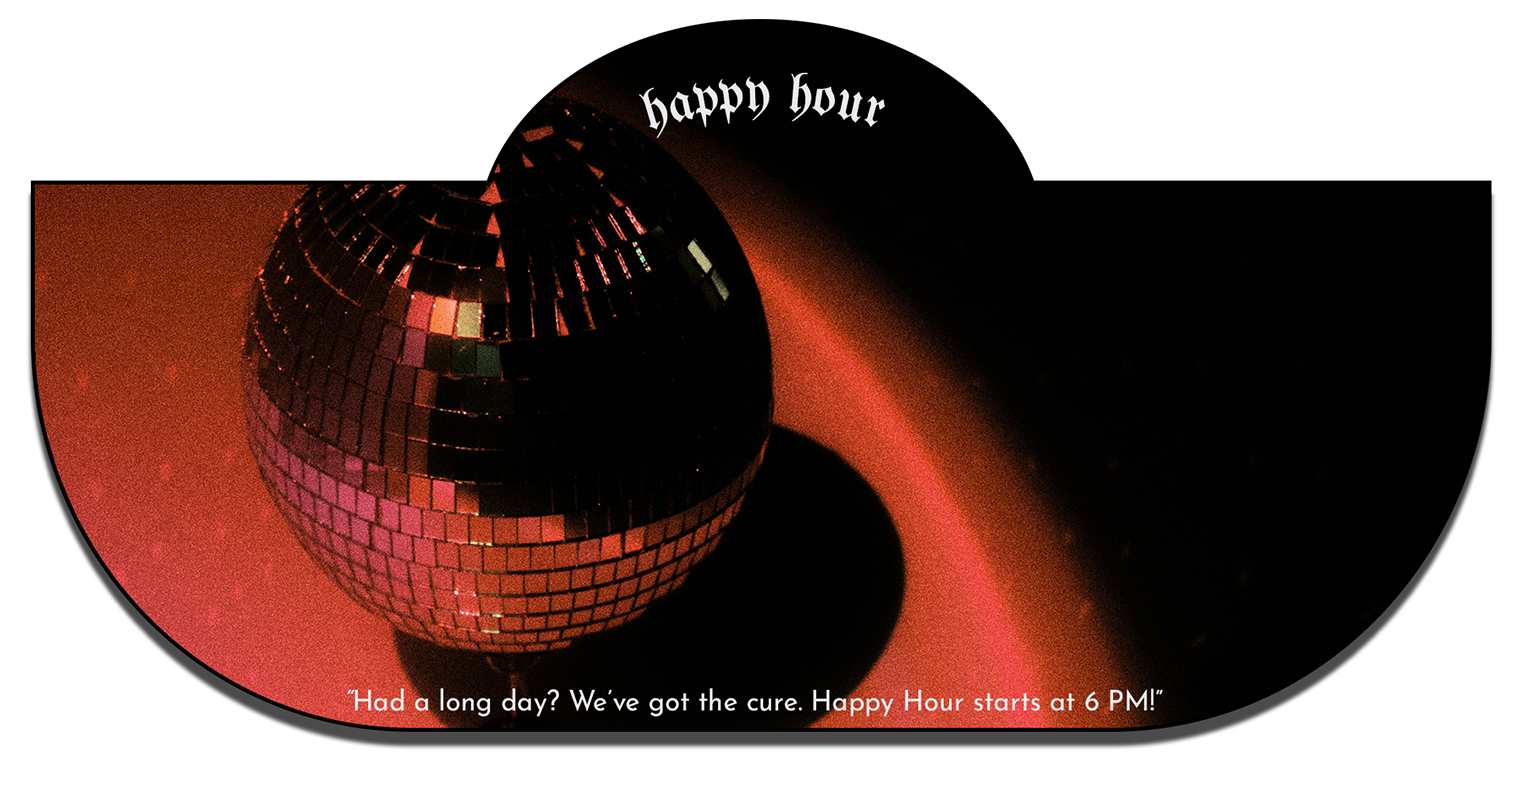 happy hour
“Had a long day? We’ve got the cure. Happy Hour starts at 6 PM!”